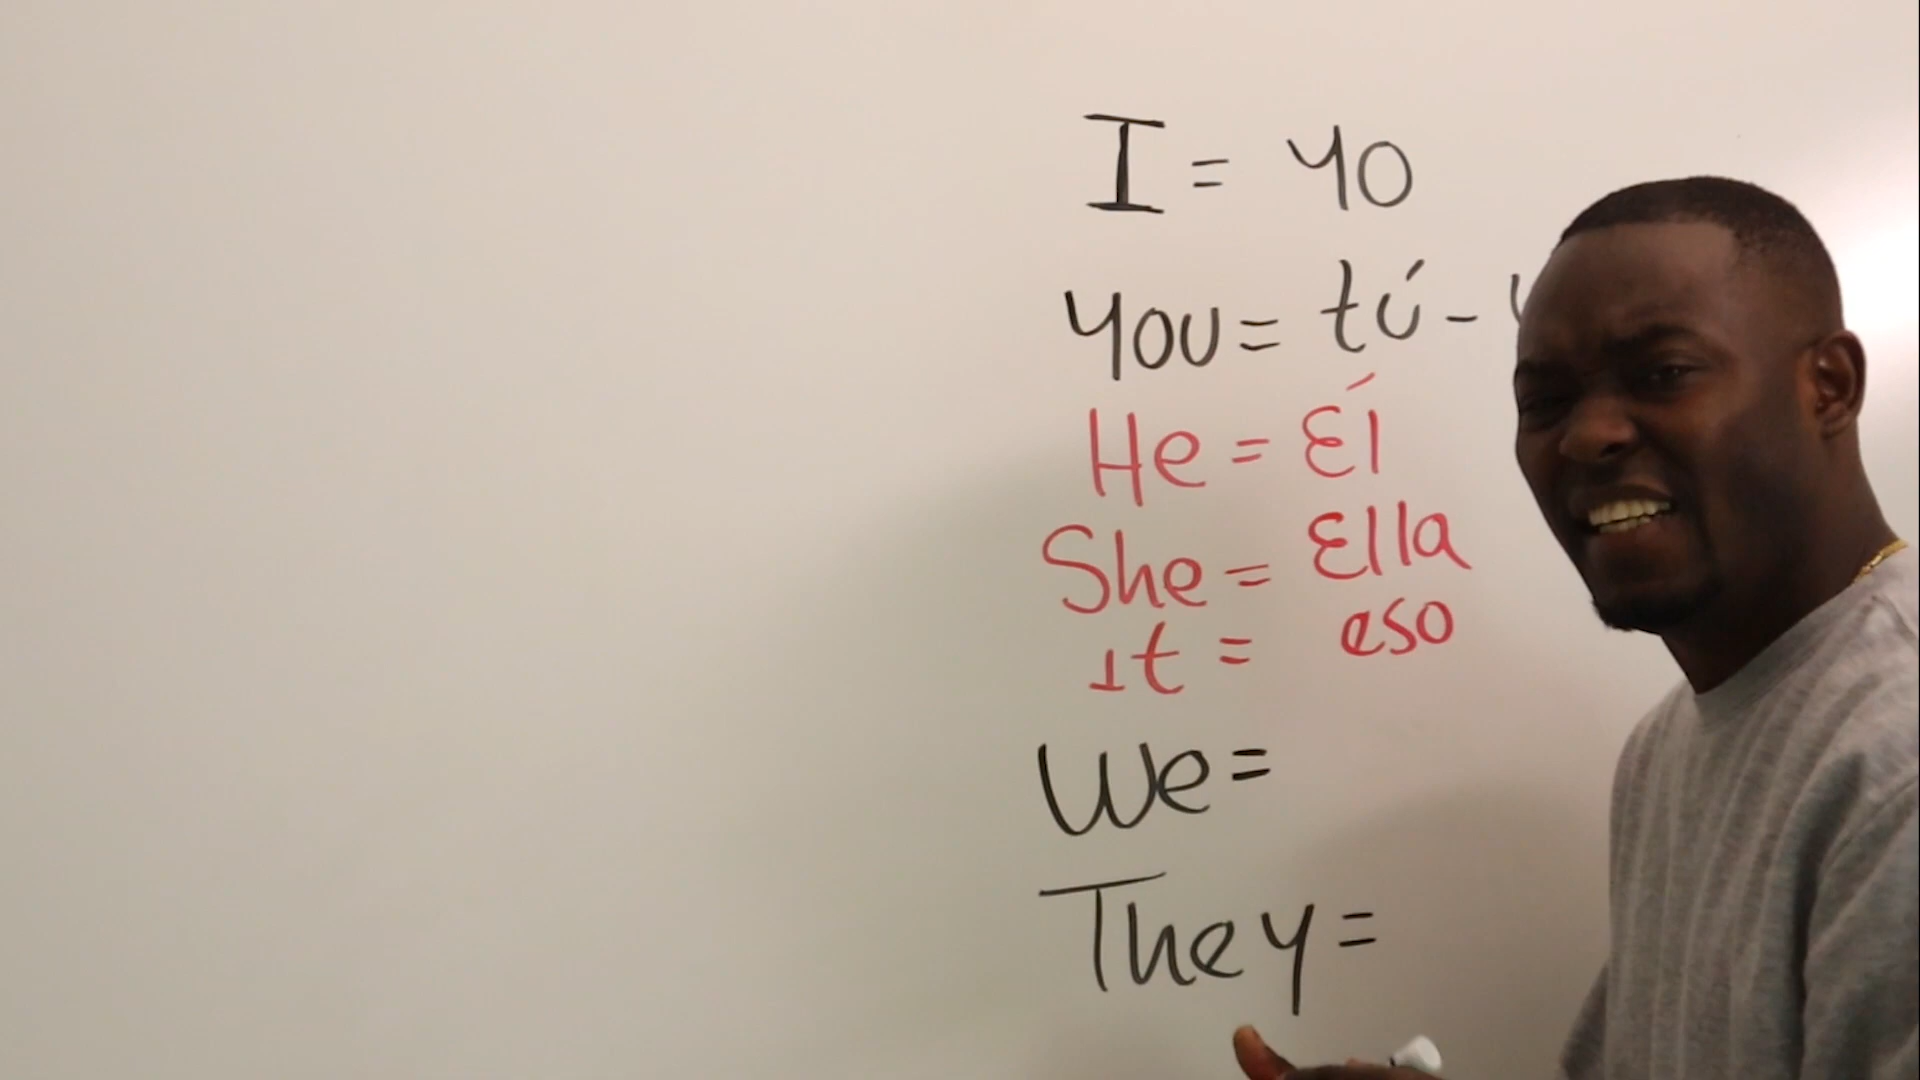 I = yo
you = tú -
He = Él
She = Ella
It = eso
We =
They =